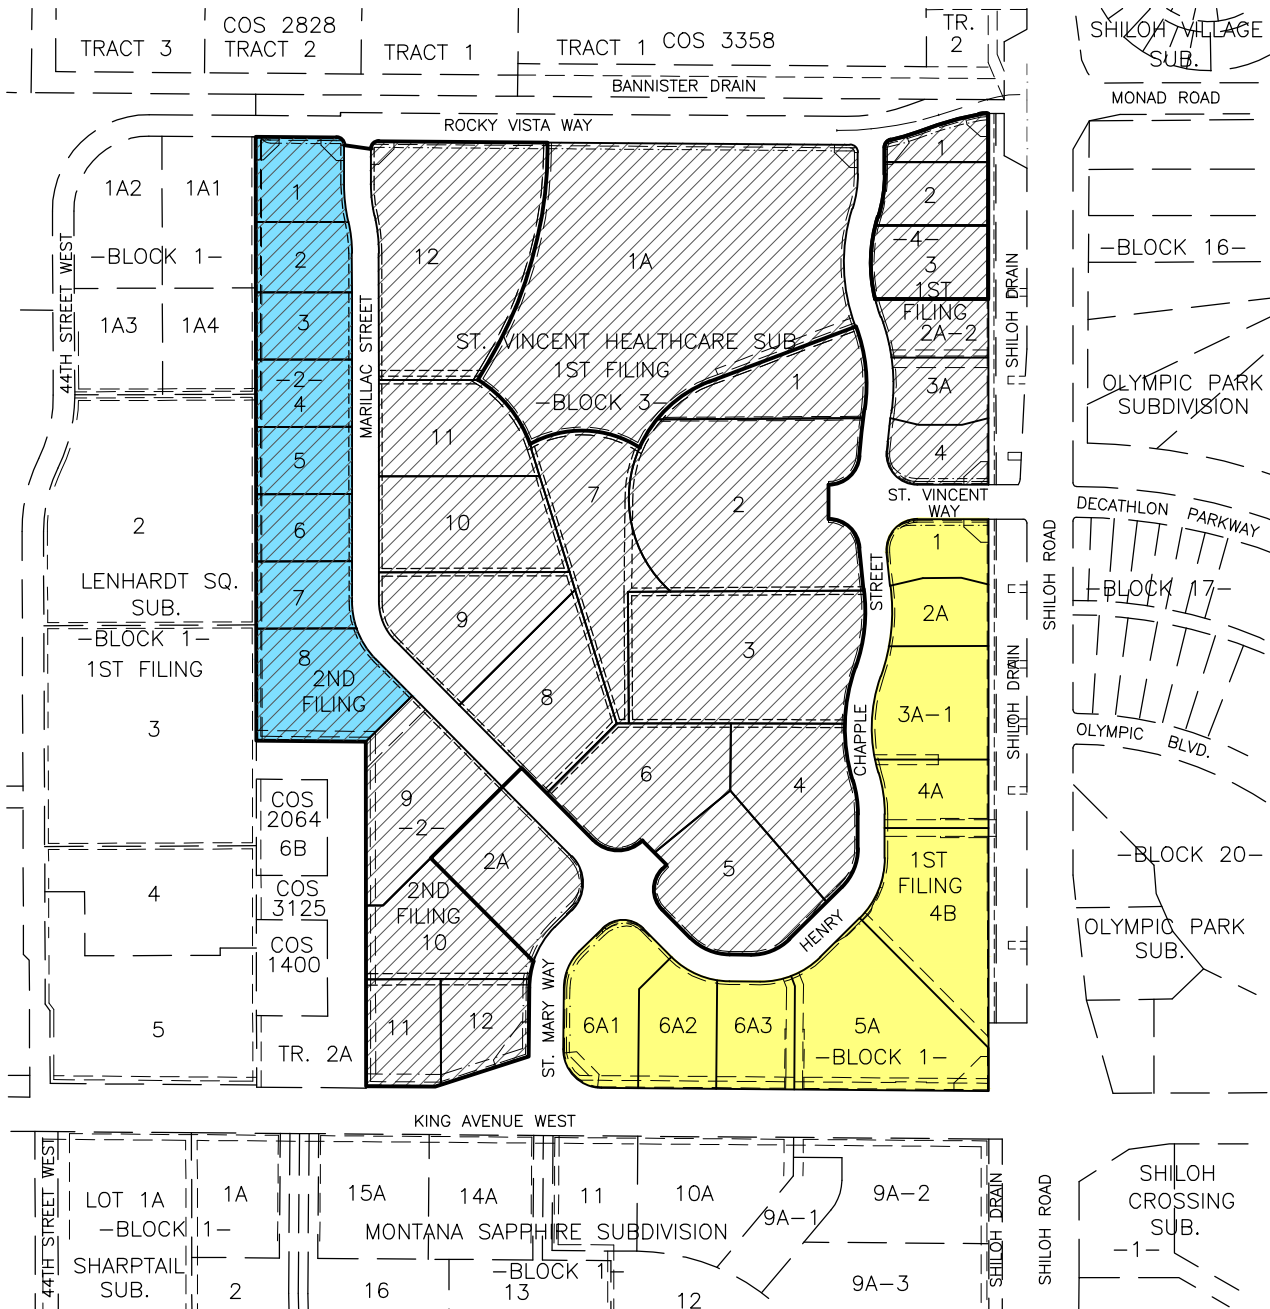 COS 2828
TRACT 3
TRACT 2
TRACT 1
TRACT 1
COS 3358
TR.
2
SHILOH VILLAGE
SUB.
BANNISTER DRAIN
MONAD ROAD
ROCKY VISTA WAY
1A2
1A1
-BLOCK 1-
1A3
1A4
44TH STREET WEST
1
2
3
-2-
4
5
6
7
8
2ND
FILING
MARILLAC STREET
12
1A
ST. VINCENT HEALTHCARE SUB
1ST FILING
-BLOCK 3-
1
11
10
7
2
9
8
3
6
4
5
1
2
-4-
3
1ST
FILING
2A-2
3A
4
SHILOH DRAIN
ST. VINCENT
WAY
-BLOCK 16-
OLYMPIC PARK
SUBDIVISION
DECATHLON PARKWAY
-BLOCK 17-
SHILOH ROAD
OLYMPIC BLVD.
SHILOH DRAIN
HENRY CHAPPLE STREET
1
2A
3A-1
4A
1ST
FILING
4B
5A
-BLOCK 1-
6A1
6A2
6A3
2
LENHARDT SQ.
SUB.
-BLOCK 1-
1ST FILING
3
4
5
COS
2064
6B
COS
3125
COS
1400
TR. 2A
9
-2-
2A
2ND
FILING
10
11
12
ST. MARY WAY
-BLOCK 20-
OLYMPIC PARK
SUB.
KING AVENUE WEST
44TH STREET WEST
LOT 1A
-BLOCK 1-
SHARPTAIL
SUB.
1A
2
15A
14A
11
10A
9A-1
9A-2
MONTANA SAPPHIRE SUBDIVISION
-BLOCK 1-
16
13
12
9A-3
SHILOH DRAIN
SHILOH ROAD
SHILOH
CROSSING
SUB.
-1-